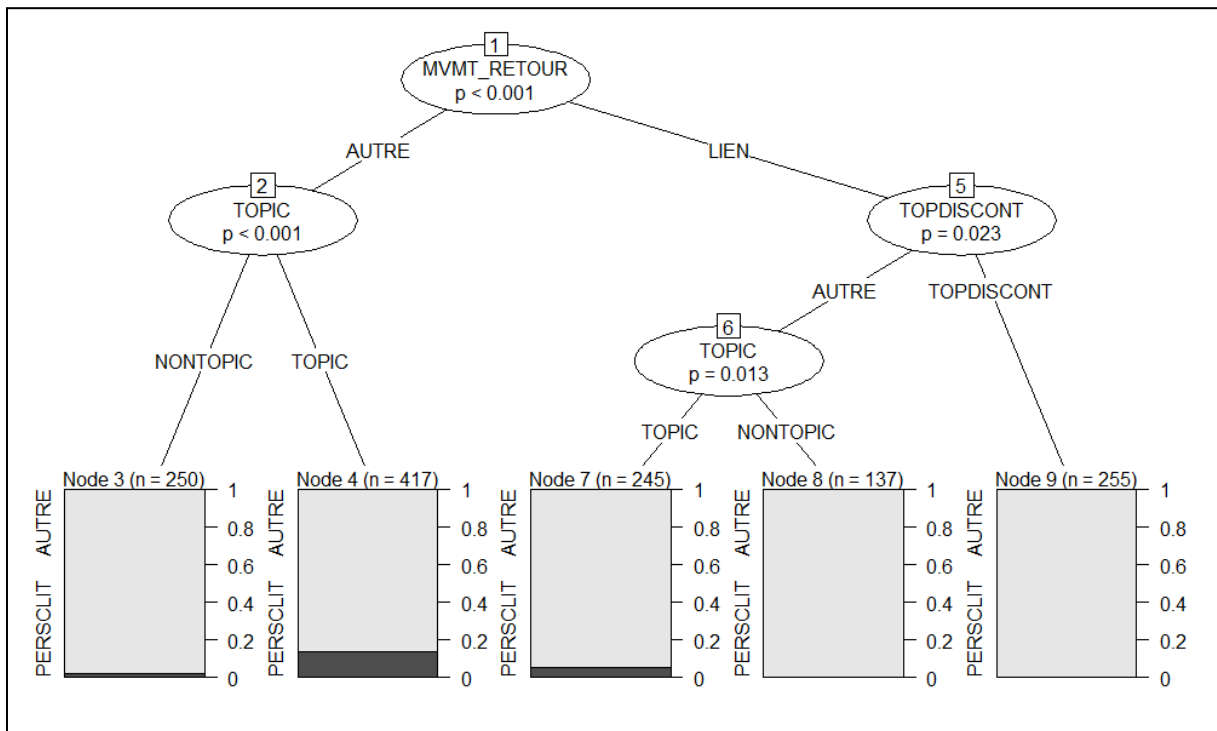 1
MVMT_RETOUR
p < 0.001
AUTRE
LIEN
2
TOPIC
p < 0.001
5
TOPDISCONT
p = 0.023
AUTRE
TOPDISCONT
6
TOPIC
p = 0.013
NONTOPIC
TOPIC
TOPIC
NONTOPIC
Node 3 (n = 250)
PERSCLIT AUTRE
1
0.8
0.6
0.4
0.2
0
Node 4 (n = 417)
PERSCLIT AUTRE
1
0.8
0.6
0.4
0.2
0
Node 7 (n = 245)
PERSCLIT AUTRE
1
0.8
0.6
0.4
0.2
0
Node 8 (n = 137)
PERSCLIT AUTRE
1
0.8
0.6
0.4
0.2
0
Node 9 (n = 255)
PERSCLIT AUTRE
1
0.8
0.6
0.4
0.2
0